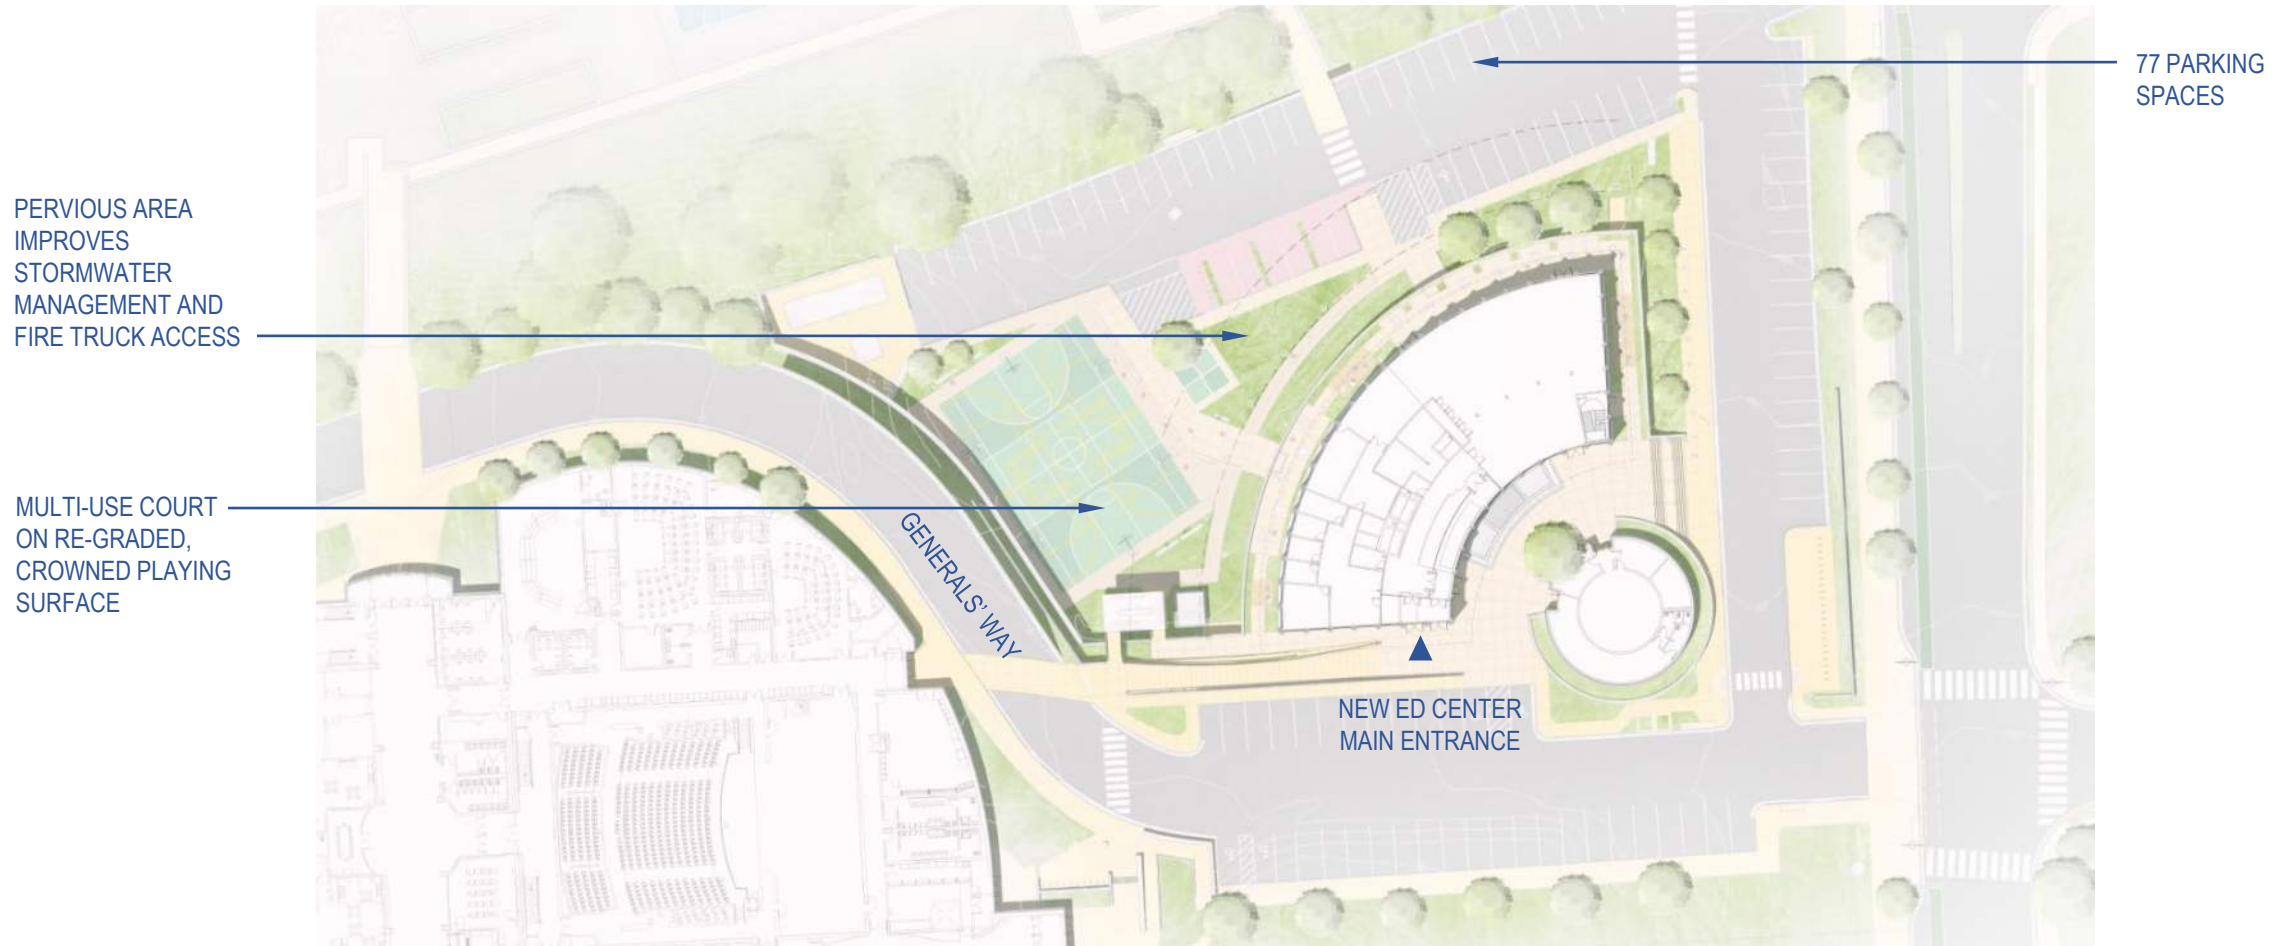 77 PARKING
SPACES
PERVIOUS AREA
IMPROVES
STORMWATER
MANAGEMENT AND
FIRE TRUCK ACCESS
MULTI-USE COURT
ON RE-GRADED,
CROWNED PLAYING
SURFACE
GENERALS' WAY
NEW ED CENTER
MAIN ENTRANCE